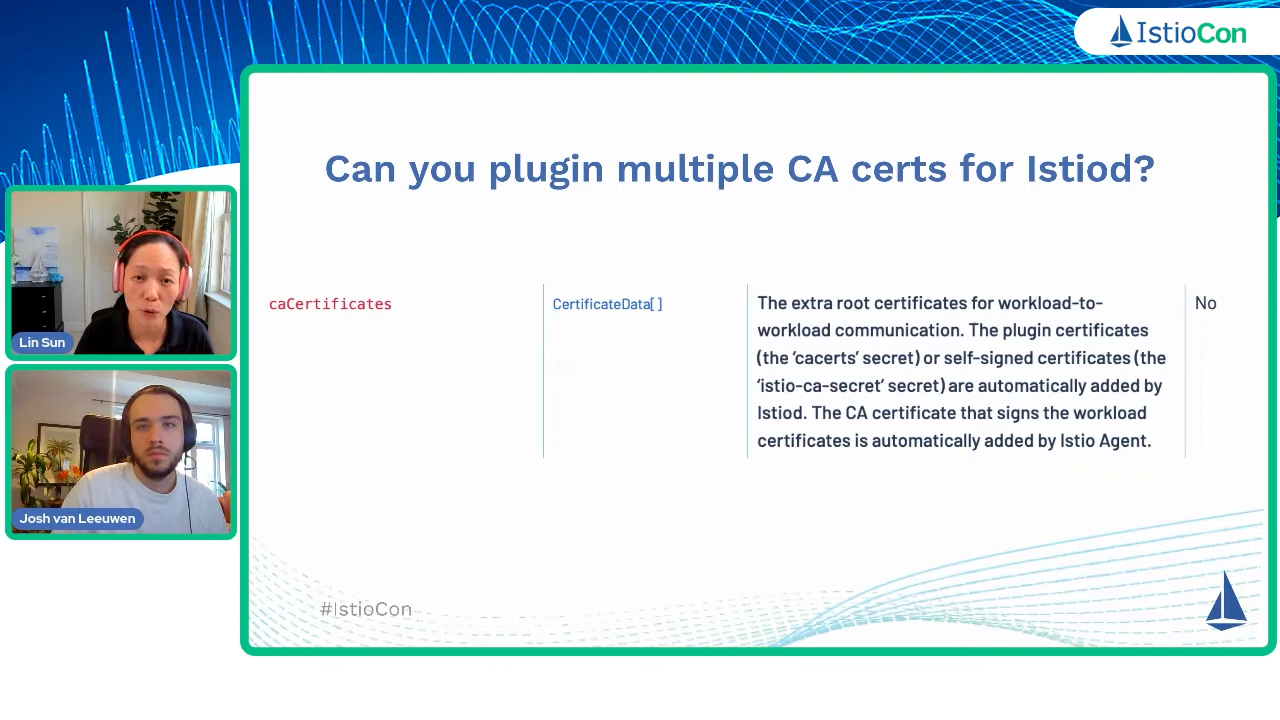 IstioCon
Can you plugin multiple CA certs for Istiod?
caCertificates
CertificateData[]
The extra root certificates for workload-to-
workload communication. The plugin certificates
(the ‘cacerts’ secret) or self-signed certificates (the
‘istio-ca-secret’ secret) are automatically added by
Istiod. The CA certificate that signs the workload
certificates is automatically added by Istio Agent.
No
Lin Sun
Josh van Leeuwen
#IstioCon